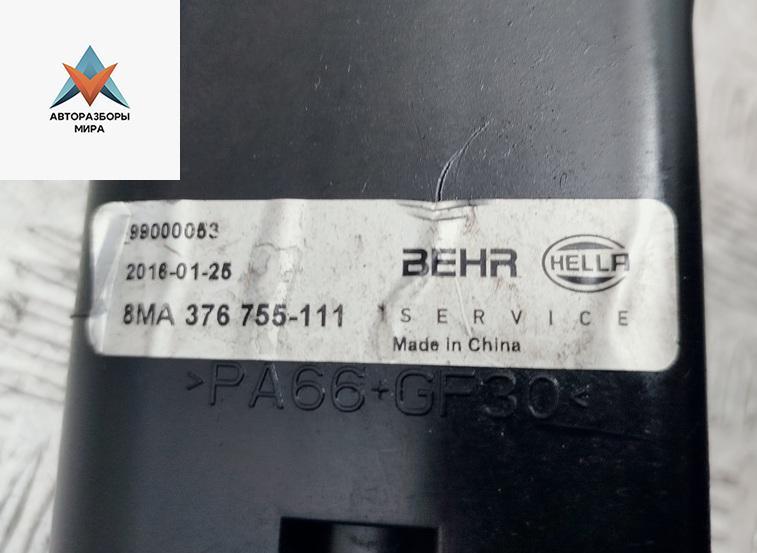 АВТОРАЗБОРЫ
МИРА
99000053
2016-01-25
8MA 376 755-111
BEHR HELLA
SERVICE
Made in China
>PA66+GF30<